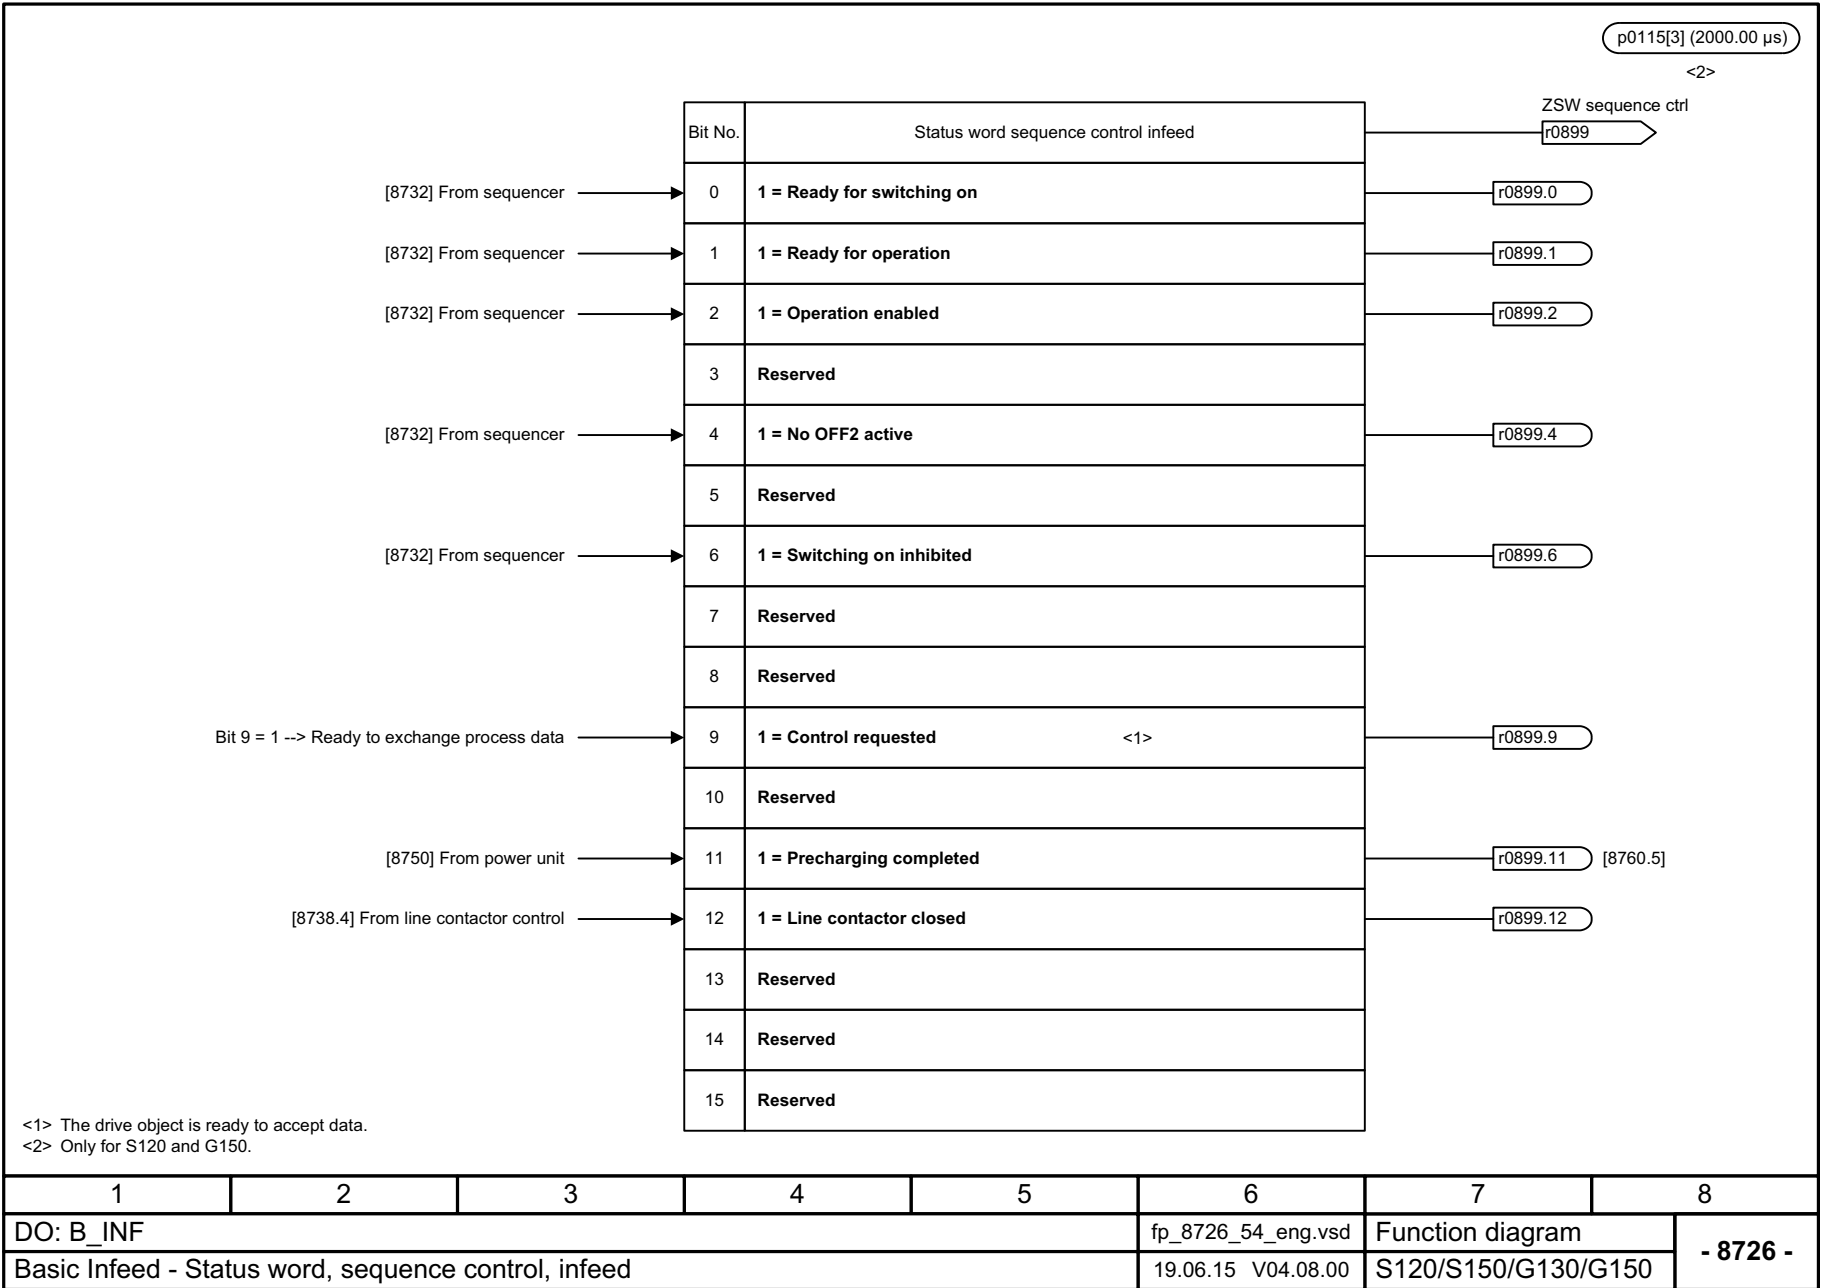 p0115[3] (2000.00 µs)
<2>
ZSW sequence ctrl
Bit No. Status word sequence control infeed r0899
[8732] From sequencer 0 1 = Ready for switching on r0899.0
[8732] From sequencer 1 1 = Ready for operation r0899.1
[8732] From sequencer 2 1 = Operation enabled r0899.2
3 Reserved
[8732] From sequencer 4 1 = No OFF2 active r0899.4
5 Reserved
[8732] From sequencer 6 1 = Switching on inhibited r0899.6
7 Reserved
8 Reserved
Bit 9 = 1 --> Ready to exchange process data 9 1 = Control requested <1> r0899.9
10 Reserved
[8750] From power unit 11 1 = Precharging completed r0899.11 [8760.5]
[8738.4] From line contactor control 12 1 = Line contactor closed r0899.12
13 Reserved
14 Reserved
15 Reserved
<1> The drive object is ready to accept data.
<2> Only for S120 and G150.
1 2 3 4 5 6 7 8
DO: B_INF fp_8726_54_eng.vsd Function diagram - 8726 -
Basic Infeed - Status word, sequence control, infeed 19.06.15 V04.08.00 S120/S150/G130/G150